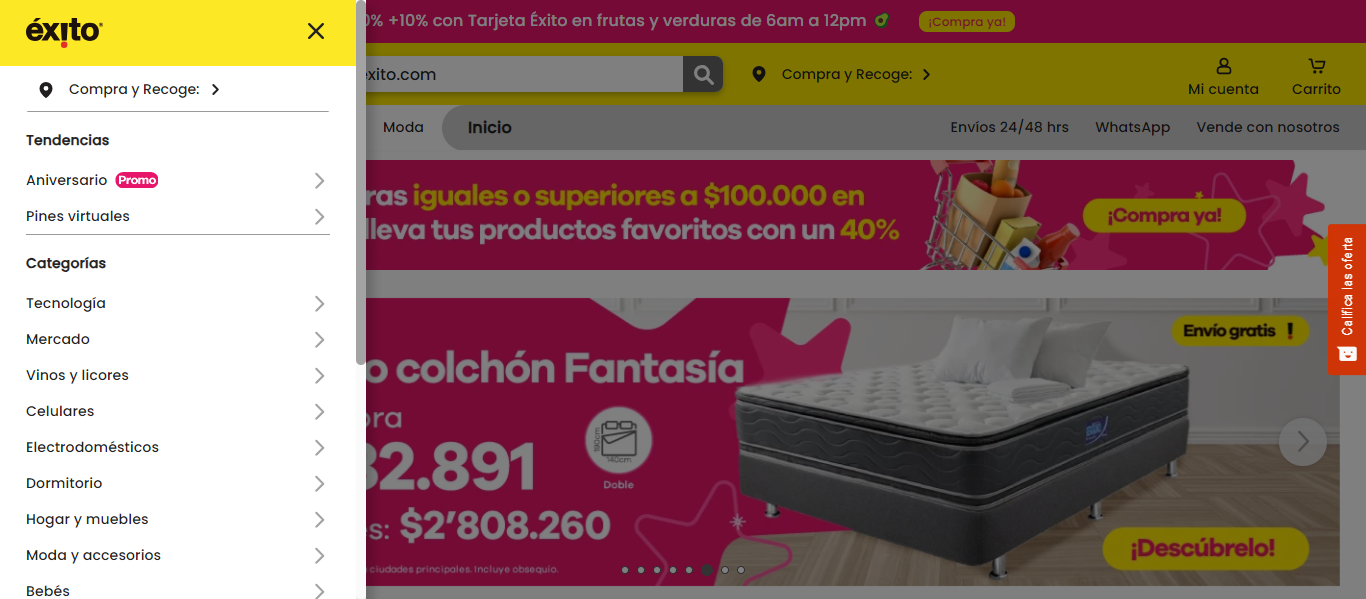 éxito
Compra y Recoge:
Tendencias
Aniversario Promo
Pines virtuales
Categorías
Tecnología
Mercado
Vinos y licores
Celulares
Electrodomésticos
Dormitorio
Hogar y muebles
Moda y accesorios
Bebés
0% +10% con Tarjeta Éxito en frutas y verduras de 6am a 12pm
¡Compra ya!
exito.com
Compra y Recoge:
Mi cuenta
Carrito
Moda
Inicio
Envíos 24/48 hrs
WhatsApp
Vende con nosotros
ras iguales o superiores a $100.000 en
lleva tus productos favoritos con un 40%
¡Compra ya!
Califica las oferta
Envío gratis !
o colchón Fantasía
ora
32.891
190cm
140cm
Doble
s: $2'808.260
ciudades principales. Incluye obsequio.
¡Descúbrelo!